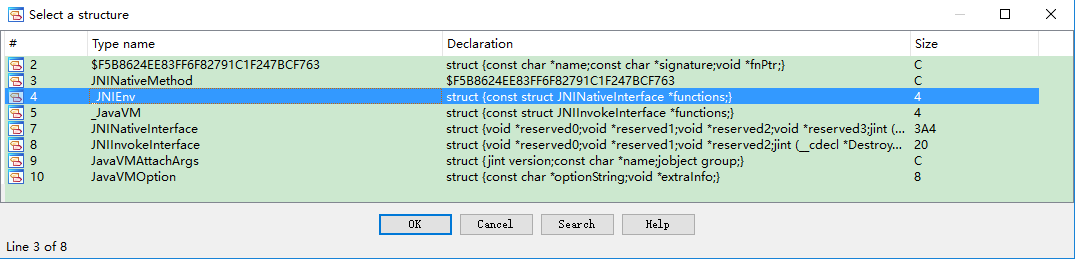 Select a structure
# Type name Declaration Size
2 $F5B8624EE83FF6F82791C1F247BCF763 struct {const char *name;const char *signature;void *fnPtr;} C
3 JNINativeMethod $F5B8624EE83FF6F82791C1F247BCF763 C
4 _JNIEnv struct {const struct JNINativeInterface *functions;} 4
5 _JavaVM struct {const struct JNIInvokeInterface *functions;} 4
7 JNINativeInterface struct {void *reserved0;void *reserved1;void *reserved2;void *reserved3;jint (... 3A4
8 JNIInvokeInterface struct {void *reserved0;void *reserved1;void *reserved2;jint (__cdecl *Destroy... 20
9 JavaVMAttachArgs struct {jint version;const char *name;jobject group;} C
10 JavaVMOption struct {const char *optionString;void *extraInfo;} 8
OK Cancel Search Help
Line 3 of 8